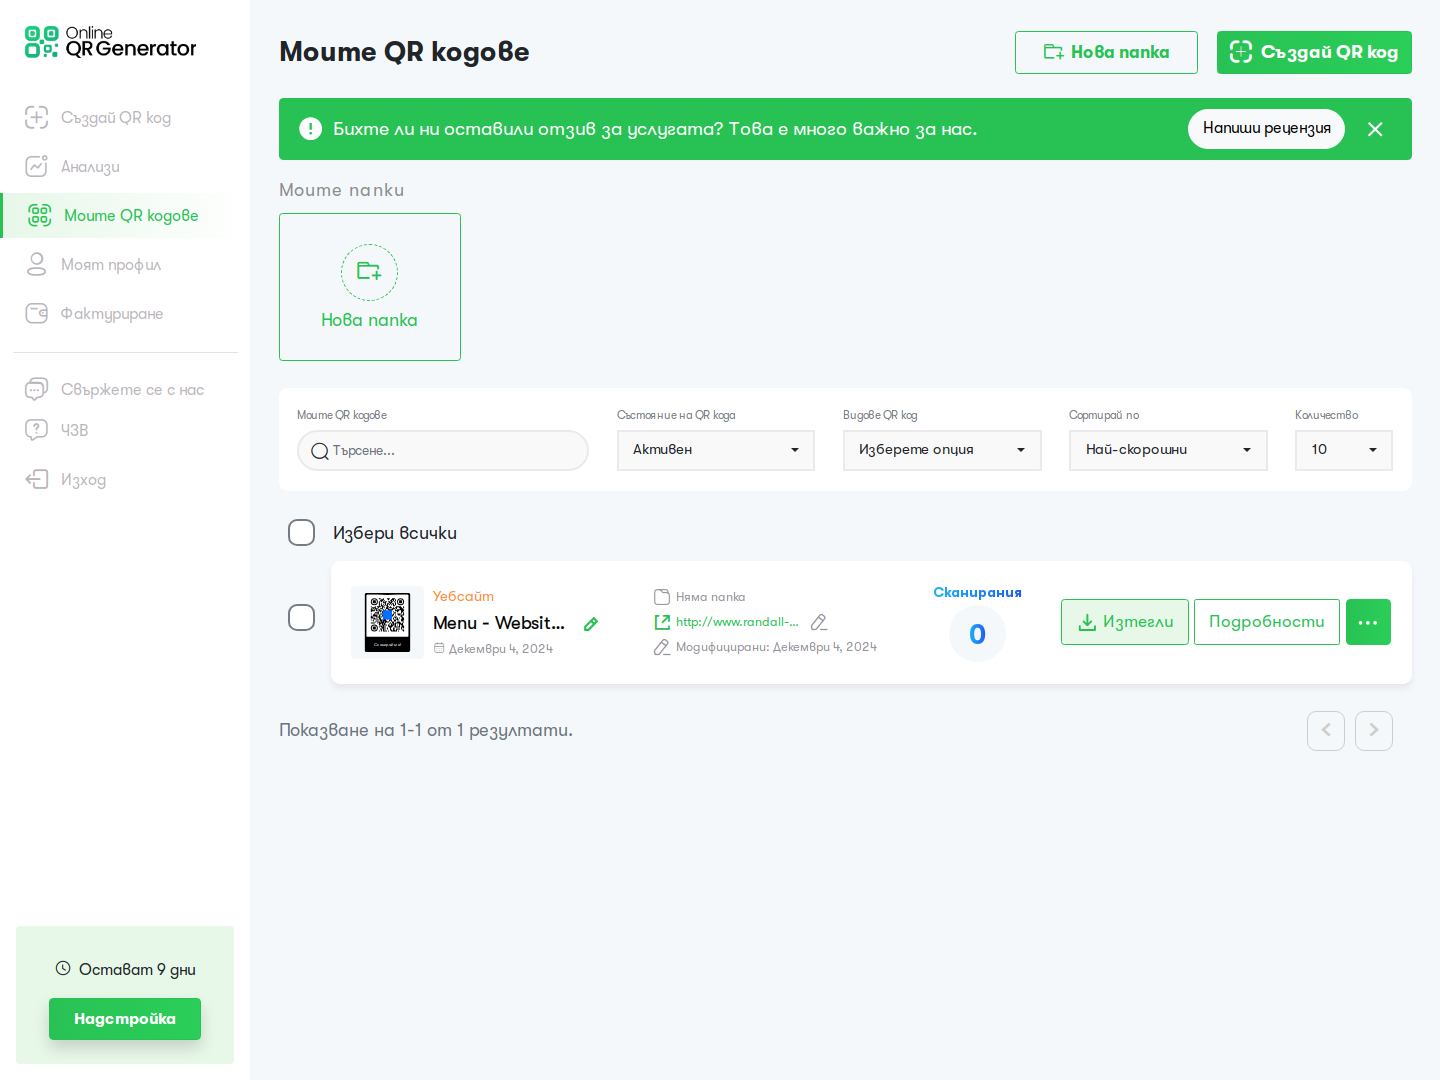 Online
QR Generator
Създай QR код
Анализи
Моите QR кодове
Моят профил
Фактуриране
Свържете се с нас
ЧЗВ
Изход
Остават 9 дни
Надстройка
Моите QR кодове
Нова папка
Създай QR код
Бихте ли ни оставили отзив за услугата? Това е много важно за нас.
Напиши рецензия
Моите папки
Нова папка
Моите QR кодове
Търсене...
Състояние на QR кода
Активен
Видове QR код
Изберете опция
Сортирай по
Най-скорошни
Количество
10
Избери всички
Уебсайт
Menu - Websit...
Декември 4, 2024
Няма папка
http://www.randall-...
Модифицирани: Декември 4, 2024
Сканирания
0
Изтегли
Подробности
Показване на 1-1 от 1 резултати.